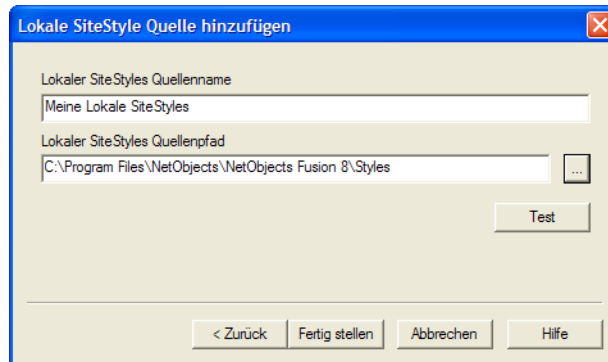 Lokale SiteStyle Quelle hinzufügen
Lokaler SiteStyles Quellenname
Meine Lokale SiteStyles
Lokaler SiteStyles Quellenpfad
C:\Program Files\NetObjects\NetObjects Fusion 8\Styles
...
Test
< Zurück Fertig stellen Abbrechen Hilfe